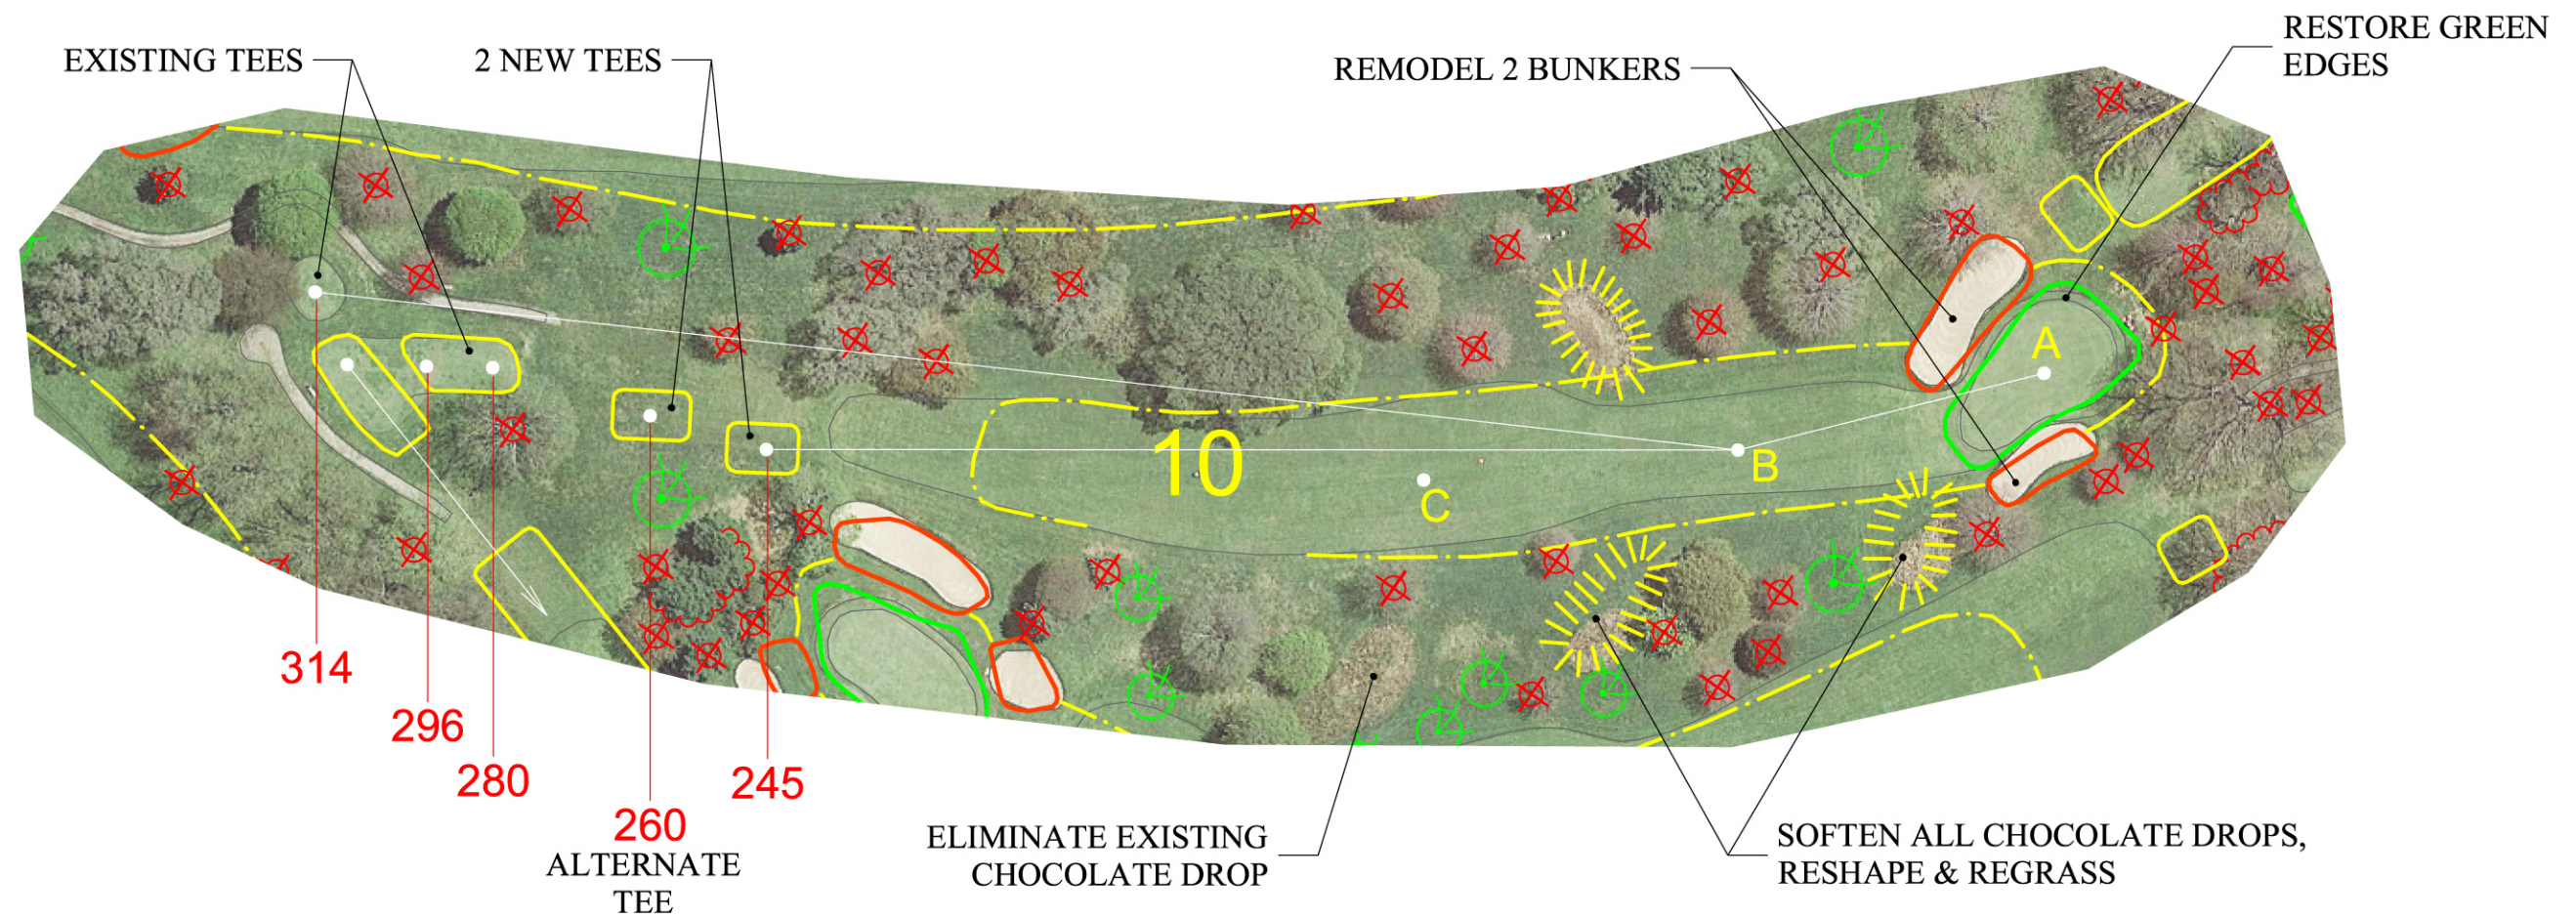 EXISTING TEES
2 NEW TEES
REMODEL 2 BUNKERS
RESTORE GREEN
EDGES
A
B
10
C
314
296
280
260
ALTERNATE
TEE
245
ELIMINATE EXISTING
CHOCOLATE DROP
SOFTEN ALL CHOCOLATE DROPS,
RESHAPE & REGRASS